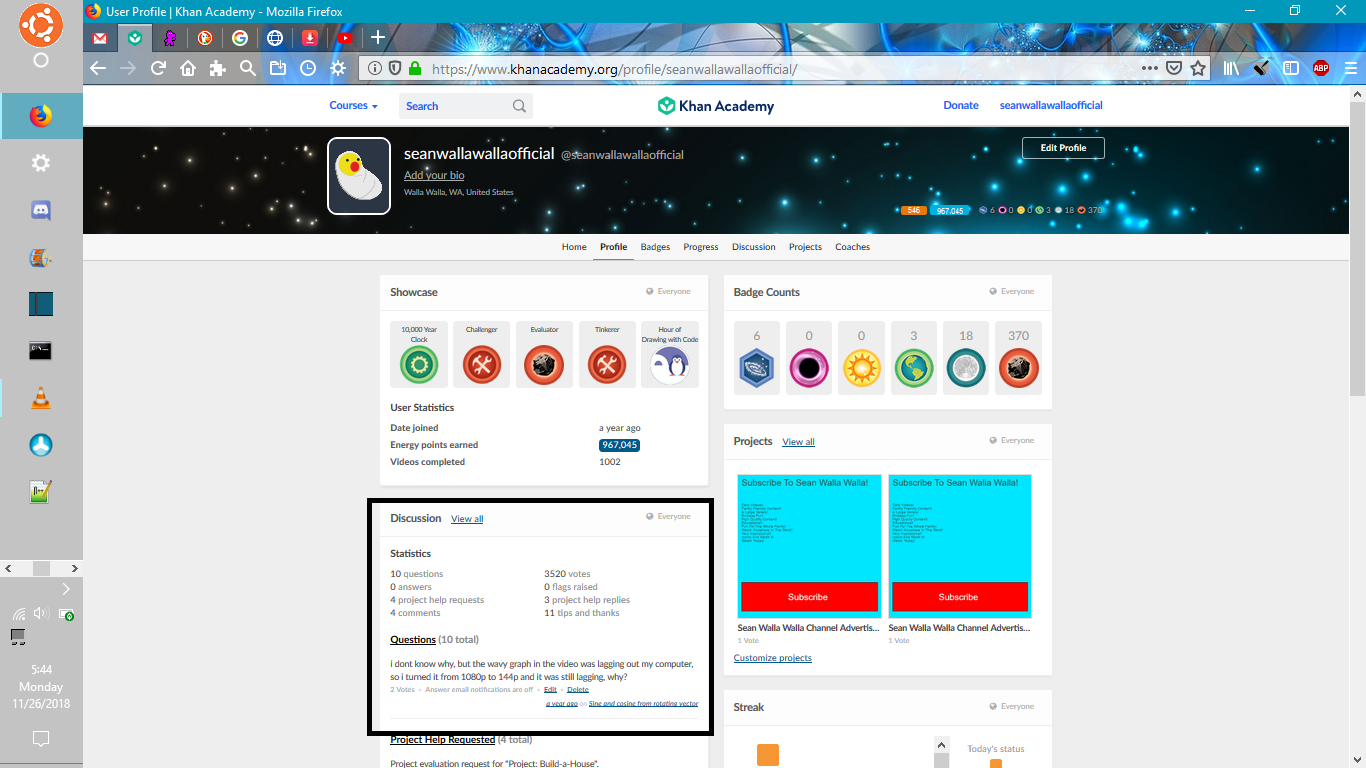 User Profile | Khan Academy - Mozilla Firefox
https://www.khanacademy.org/profile/seanwallawallaofficial/
ABP
Courses
Search
Khan Academy
Donate
seanwallawallaofficial
seanwallawallaofficial @seanwallawallaofficial
Edit Profile
Add your bio
Walla Walla, WA, United States
546 967,045 6 0 0 3 18 370
Home Profile Badges Progress Discussion Projects Coaches
Showcase
Everyone
10,000 Year Clock
Challenger
Evaluator
Tinkerer
Hour of Drawing with Code
User Statistics
Date joined a year ago
Energy points earned 967,045
Videos completed 1002
Badge Counts
Everyone
6 0 0 3 18 370
Projects View all
Everyone
Subscribe To Sean Walla Walla!
Subscribe
Sean Walla Walla Channel Advertis...
1 Vote
Subscribe To Sean Walla Walla!
Subscribe
Sean Walla Walla Channel Advertis...
1 Vote
Customize projects
Discussion View all
Everyone
Statistics
10 questions 3520 votes
0 answers 0 flags raised
4 project help requests 3 project help replies
4 comments 11 tips and thanks
Questions (10 total)
i dont know why, but the wavy graph in the video was lagging out my computer,
so i turned it from 1080p to 144p and it was still lagging, why?
2 Votes • Answer email notifications are off • Edit • Delete
a year ago on Sine and cosine from rotating vector
Project Help Requested (4 total)
Project evaluation request for "Project: Build-a-House".
Streak
Everyone
Today's status
5:44
Monday
11/26/2018